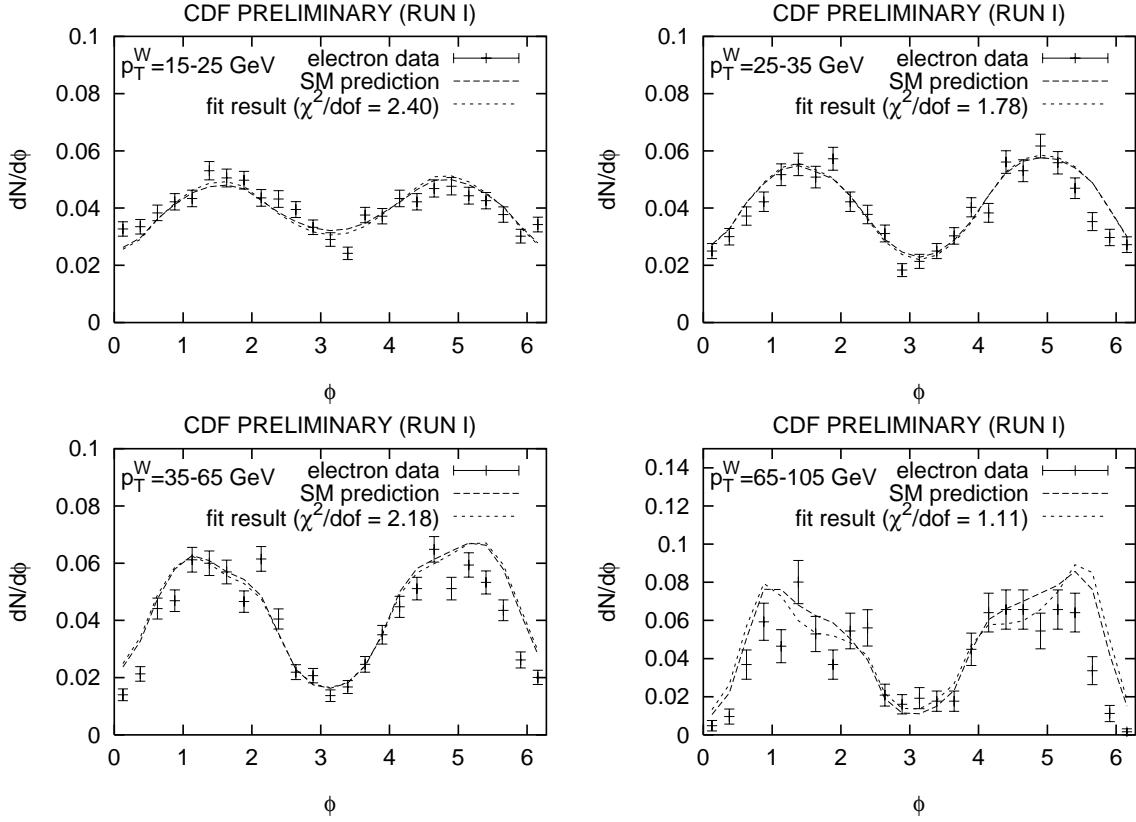 CDF PRELIMINARY (RUN I)
p_T^W=15-25 GeV
electron data
SM prediction
fit result (χ²/dof = 2.40)
0.1
0.08
0.06
0.04
0.02
0
dN/dφ
0 1 2 3 4 5 6
φ
CDF PRELIMINARY (RUN I)
p_T^W=25-35 GeV
electron data
SM prediction
fit result (χ²/dof = 1.78)
0.1
0.08
0.06
0.04
0.02
0
dN/dφ
0 1 2 3 4 5 6
φ
CDF PRELIMINARY (RUN I)
p_T^W=35-65 GeV
electron data
SM prediction
fit result (χ²/dof = 2.18)
0.1
0.08
0.06
0.04
0.02
0
dN/dφ
0 1 2 3 4 5 6
φ
CDF PRELIMINARY (RUN I)
p_T^W=65-105 GeV
electron data
SM prediction
fit result (χ²/dof = 1.11)
0.14
0.12
0.1
0.08
0.06
0.04
0.02
0
dN/dφ
0 1 2 3 4 5 6
φ